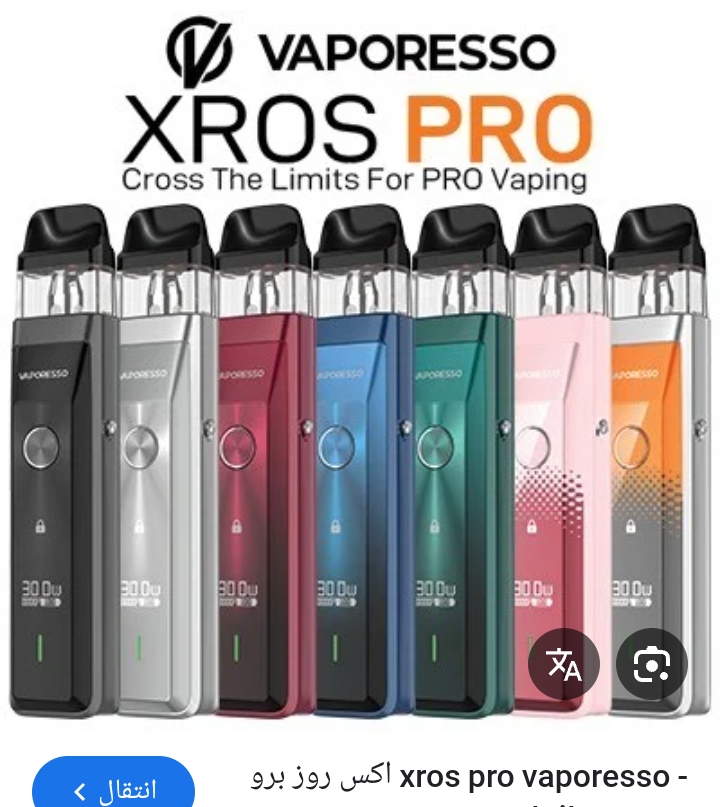 VAPORESSO
XROS PRO
Cross The Limits For PRO Vaping
VAPORESSO VAPORESSO VAPORESSO VAPORESSO VAPORESSO VAPORESSO VAPORESSO
30.0w 30.0w 30.0w 30.0w 30.0w 30.0w 30.0w
xros pro vaporesso - اكس روز برو
انتقال